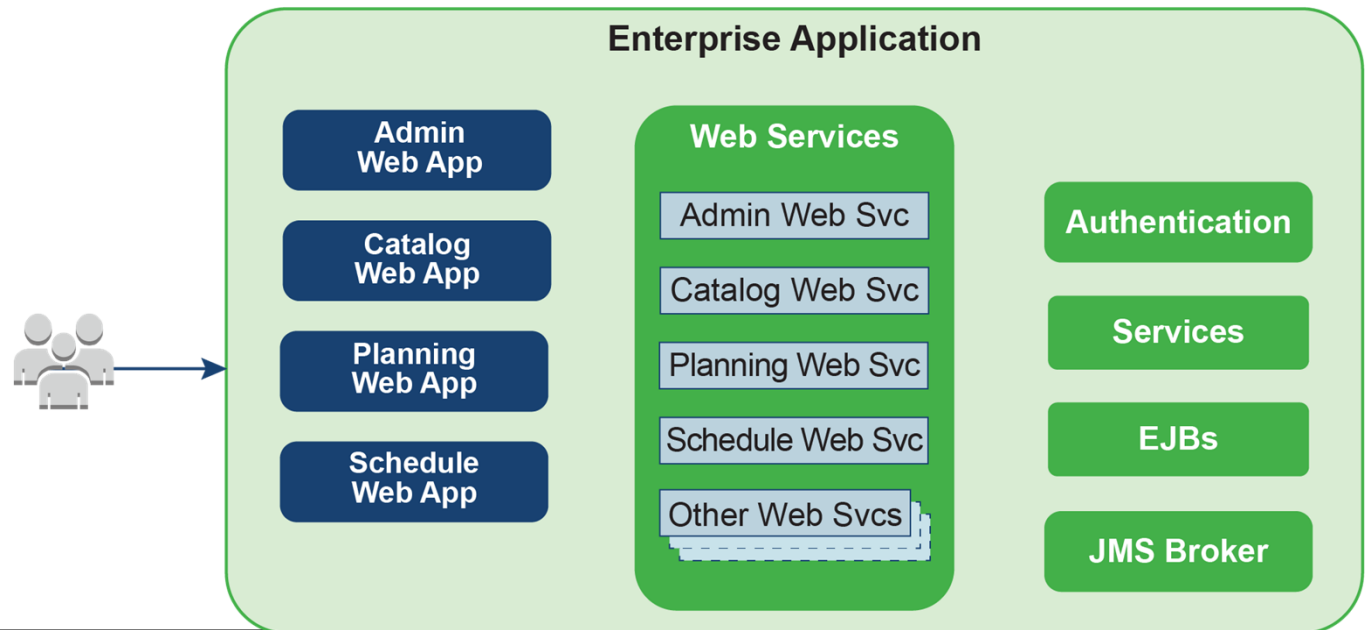 Enterprise Application
Admin
Web App
Catalog
Web App
Planning
Web App
Schedule
Web App
Web Services
Admin Web Svc
Catalog Web Svc
Planning Web Svc
Schedule Web Svc
Other Web Svcs
Authentication
Services
EJBs
JMS Broker